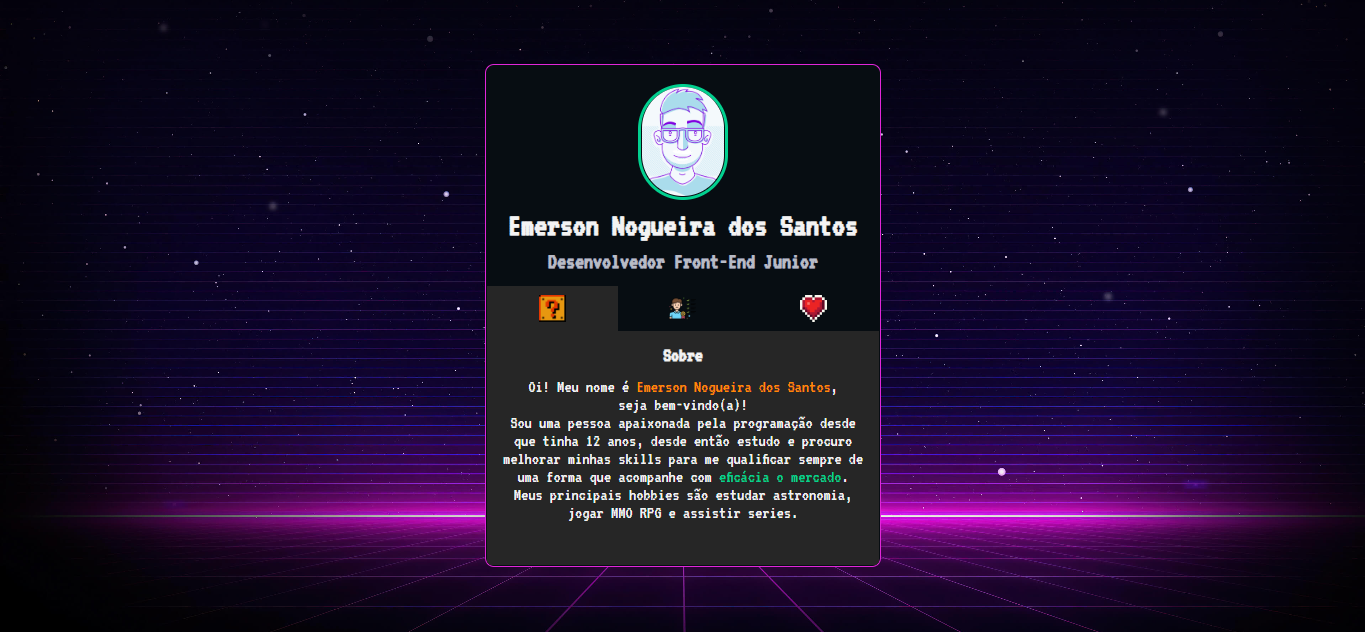 Emerson Nogueira dos Santos
Desenvolvedor Front-End Junior
?
Sobre
Oi! Meu nome é Emerson Nogueira dos Santos,
seja bem-vindo(a)!
Sou uma pessoa apaixonada pela programação desde
que tinha 12 anos, desde então estudo e procuro
melhorar minhas skills para me qualificar sempre de
uma forma que acompanhe com eficácia o mercado.
Meus principais hobbies são estudar astronomia,
jogar MMO RPG e assistir series.